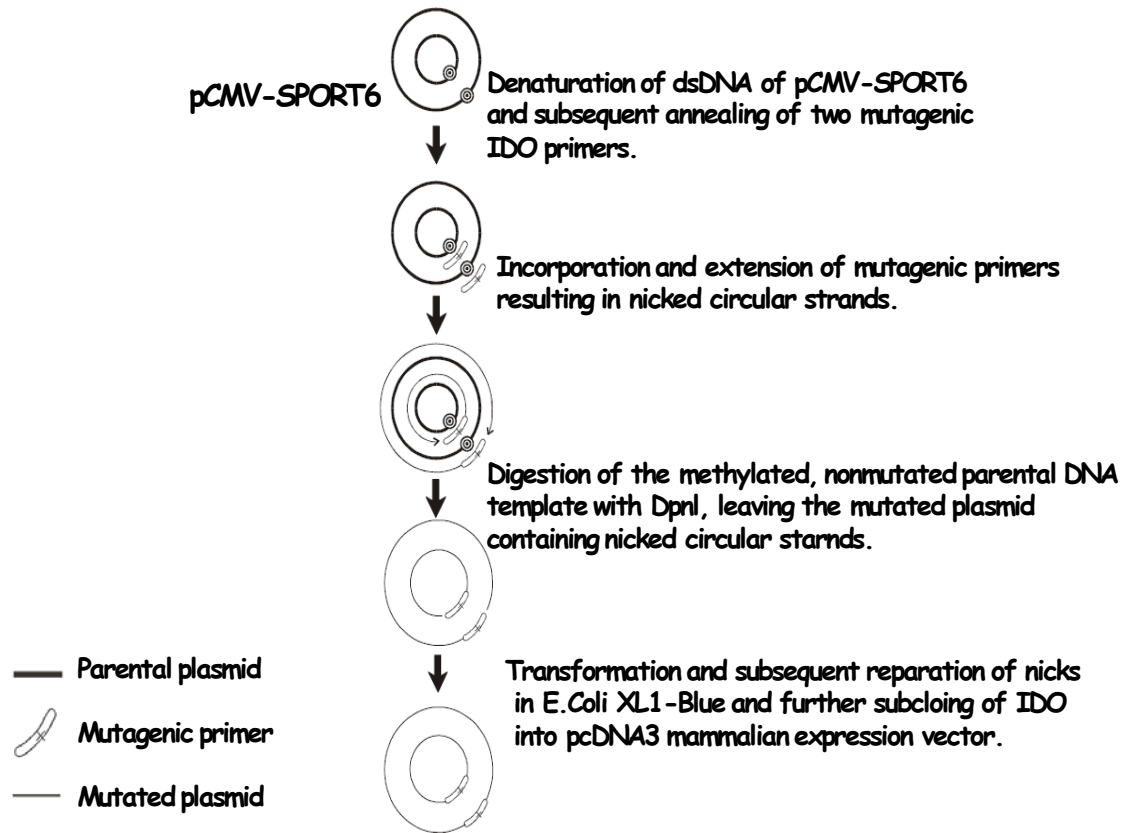 pCMV-SPORT6
Denaturation of dsDNA of pCMV-SPORT6
and subsequent annealing of two mutagenic
IDO primers.
Incorporation and extension of mutagenic primers
resulting in nicked circular strands.
Digestion of the methylated, nonmutated parental DNA
template with DpnI, leaving the mutated plasmid
containing nicked circular starnds.
Transformation and subsequent reparation of nicks
in E.Coli XL1-Blue and further subcloing of IDO
into pcDNA3 mammalian expression vector.
Parental plasmid
Mutagenic primer
Mutated plasmid